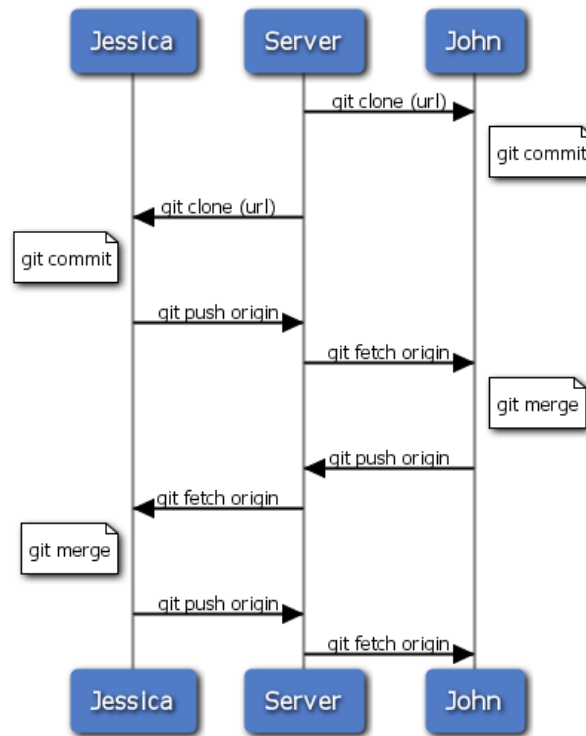 Jessica
Server
John
git clone (url)
git commit
git clone (url)
git commit
git push origin
git fetch origin
git merge
git push origin
git fetch origin
git merge
git push origin
git fetch origin
Jessica
Server
John